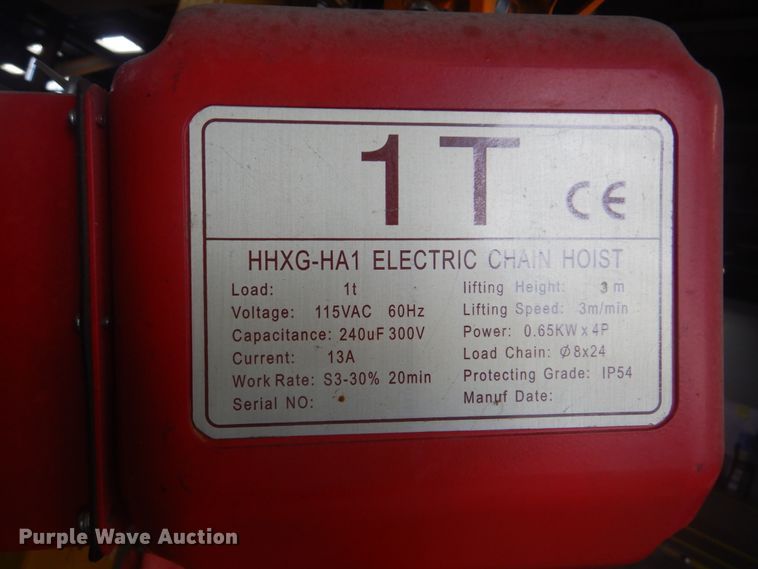 1T CE
HHXG-HA1 ELECTRIC CHAIN HOIST
Load: 1t
Voltage: 115VAC 60Hz
Capacitance: 240uF 300V
Current: 13A
Work Rate: S3-30% 20min
Serial NO:
lifting Height: 3 m
Lifting Speed: 3m/min
Power: 0.65KW x 4P
Load Chain: Ø8x24
Protecting Grade: IP54
Manuf Date:
Purple Wave Auction